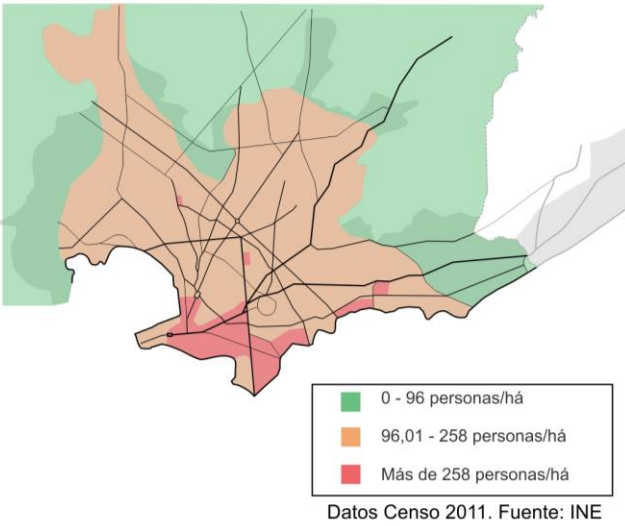 0 - 96 personas/há
96,01 - 258 personas/há
Más de 258 personas/há
Datos Censo 2011. Fuente: INE